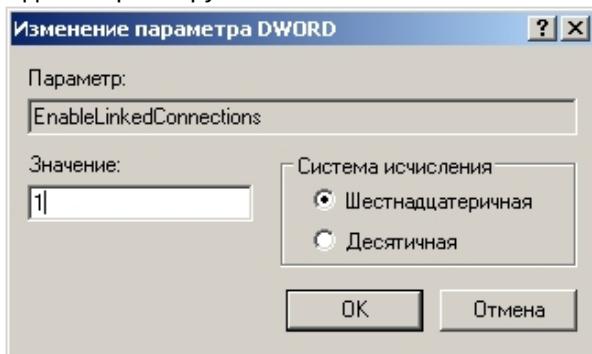 Изменение параметра DWORD
Параметр:
EnableLinkedConnections
Значение:
1
Система исчисления
Шестнадцатеричная
Десятичная
OK
Отмена